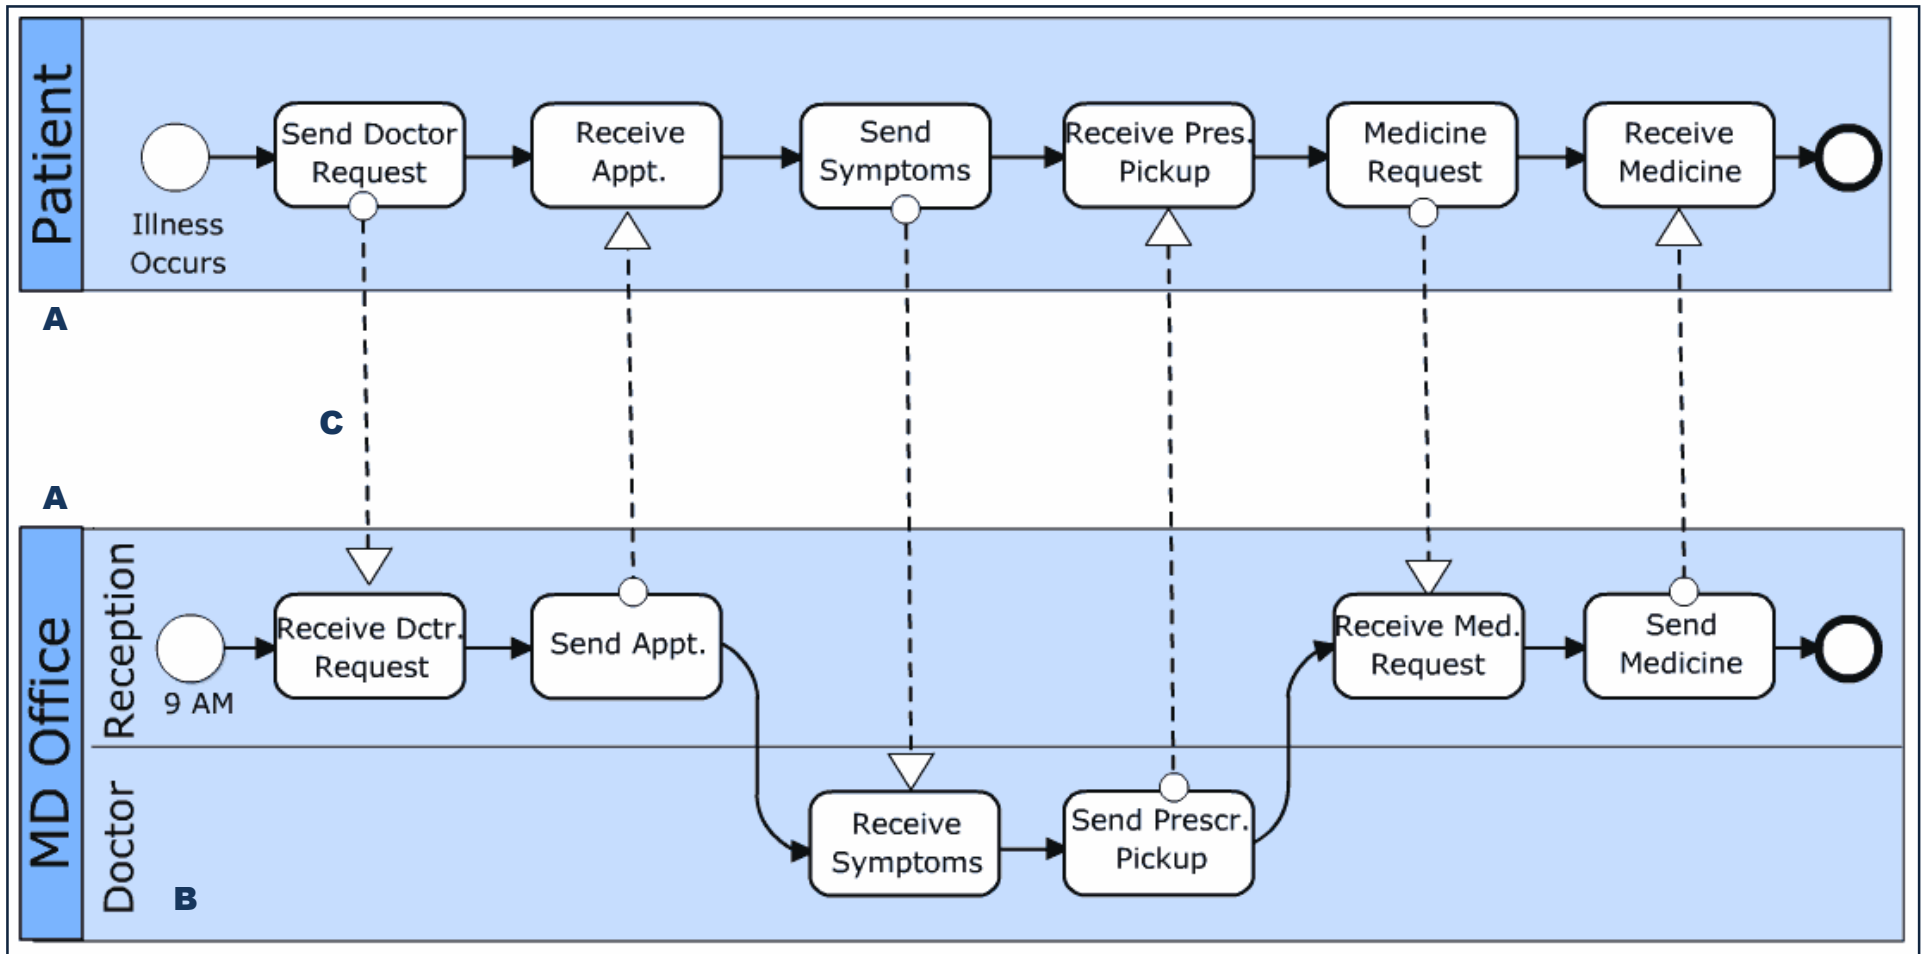 Patient
Illness
Occurs
Send Doctor
Request
Receive
Appt.
Send
Symptoms
Receive Pres.
Pickup
Medicine
Request
Receive
Medicine
A
C
A
MD Office
Reception
9 AM
Receive Dctr.
Request
Send Appt.
Receive Med.
Request
Send
Medicine
Doctor
B
Receive
Symptoms
Send Prescr.
Pickup